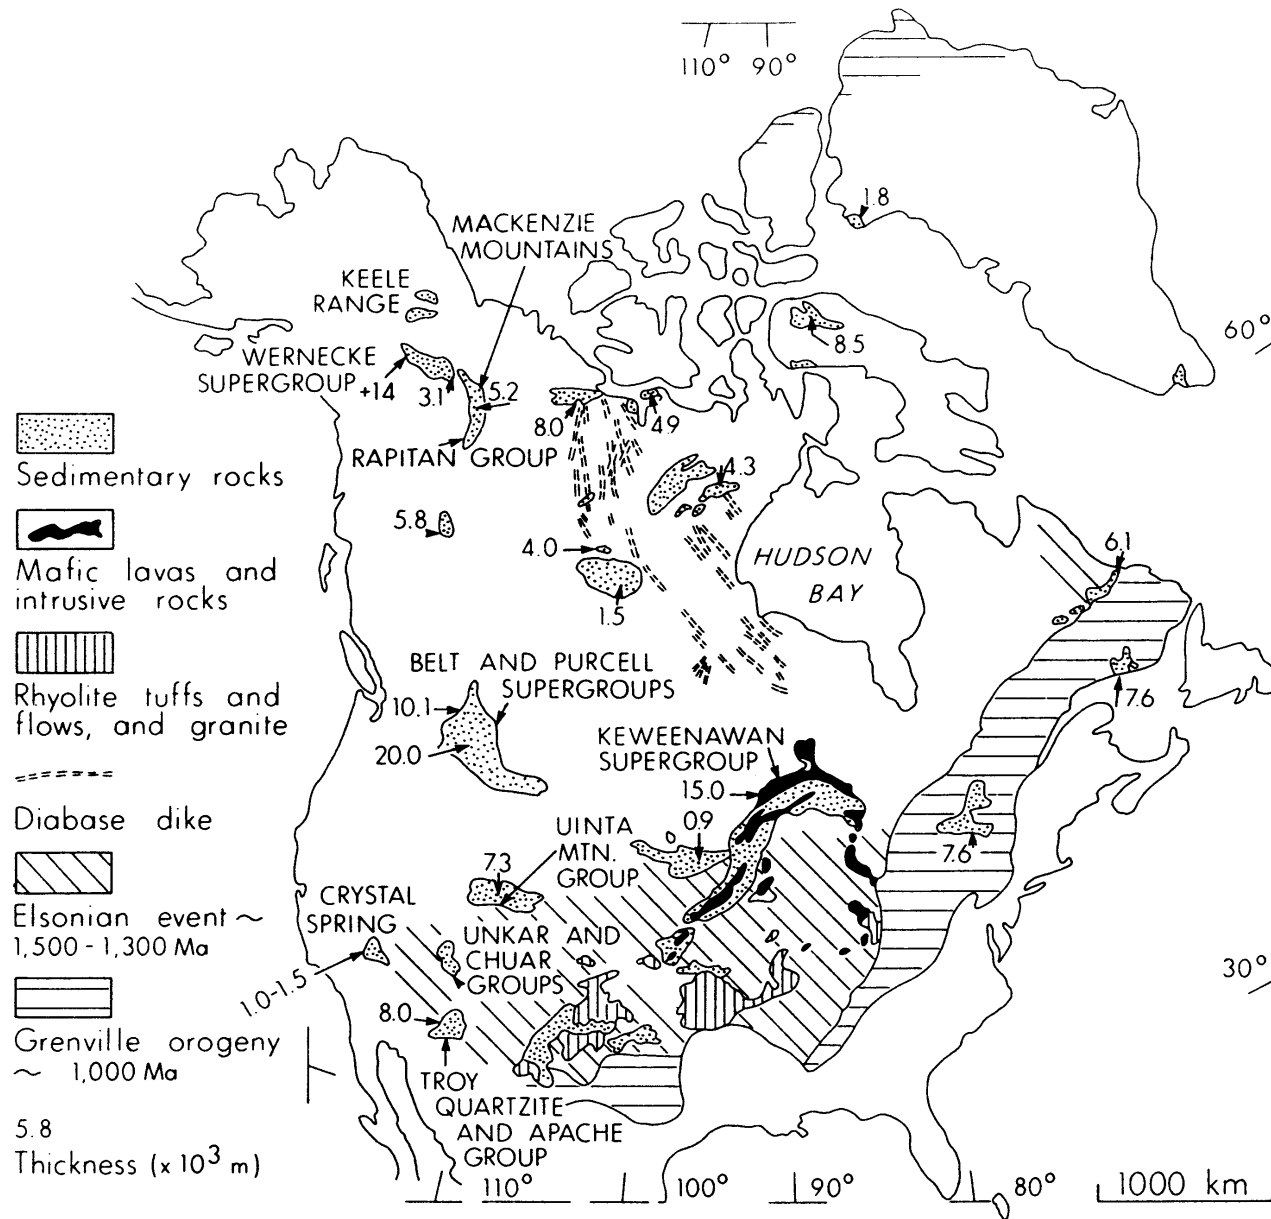 110° 90°
1.8
MACKENZIE
MOUNTAINS
KEELE
RANGE
8.5
60°
WERNECKE
SUPERGROUP
+14
3.1
5.2
8.0
4.9
RAPITAN GROUP
4.3
5.8
4.0
1.5
HUDSON
BAY
6.1
7.6
BELT AND PURCELL
SUPERGROUPS
10.1
20.0
KEWEENAWAN
SUPERGROUP
15.0
0.9
UINTA
MTN.
GROUP
7.3
7.6
CRYSTAL
SPRING
1.0-1.5
UNKAR AND
CHUAR
GROUPS
30°
8.0
TROY
QUARTZITE
AND APACHE
GROUP
Sedimentary rocks
Mafic lavas and
intrusive rocks
Rhyolite tuffs and
flows, and granite
Diabase dike
Elsonian event ~
1,500 - 1,300 Ma
Grenville orogeny
~ 1,000 Ma
5.8
Thickness (x 10³ m)
110° 100° 90° 80° 1000 km